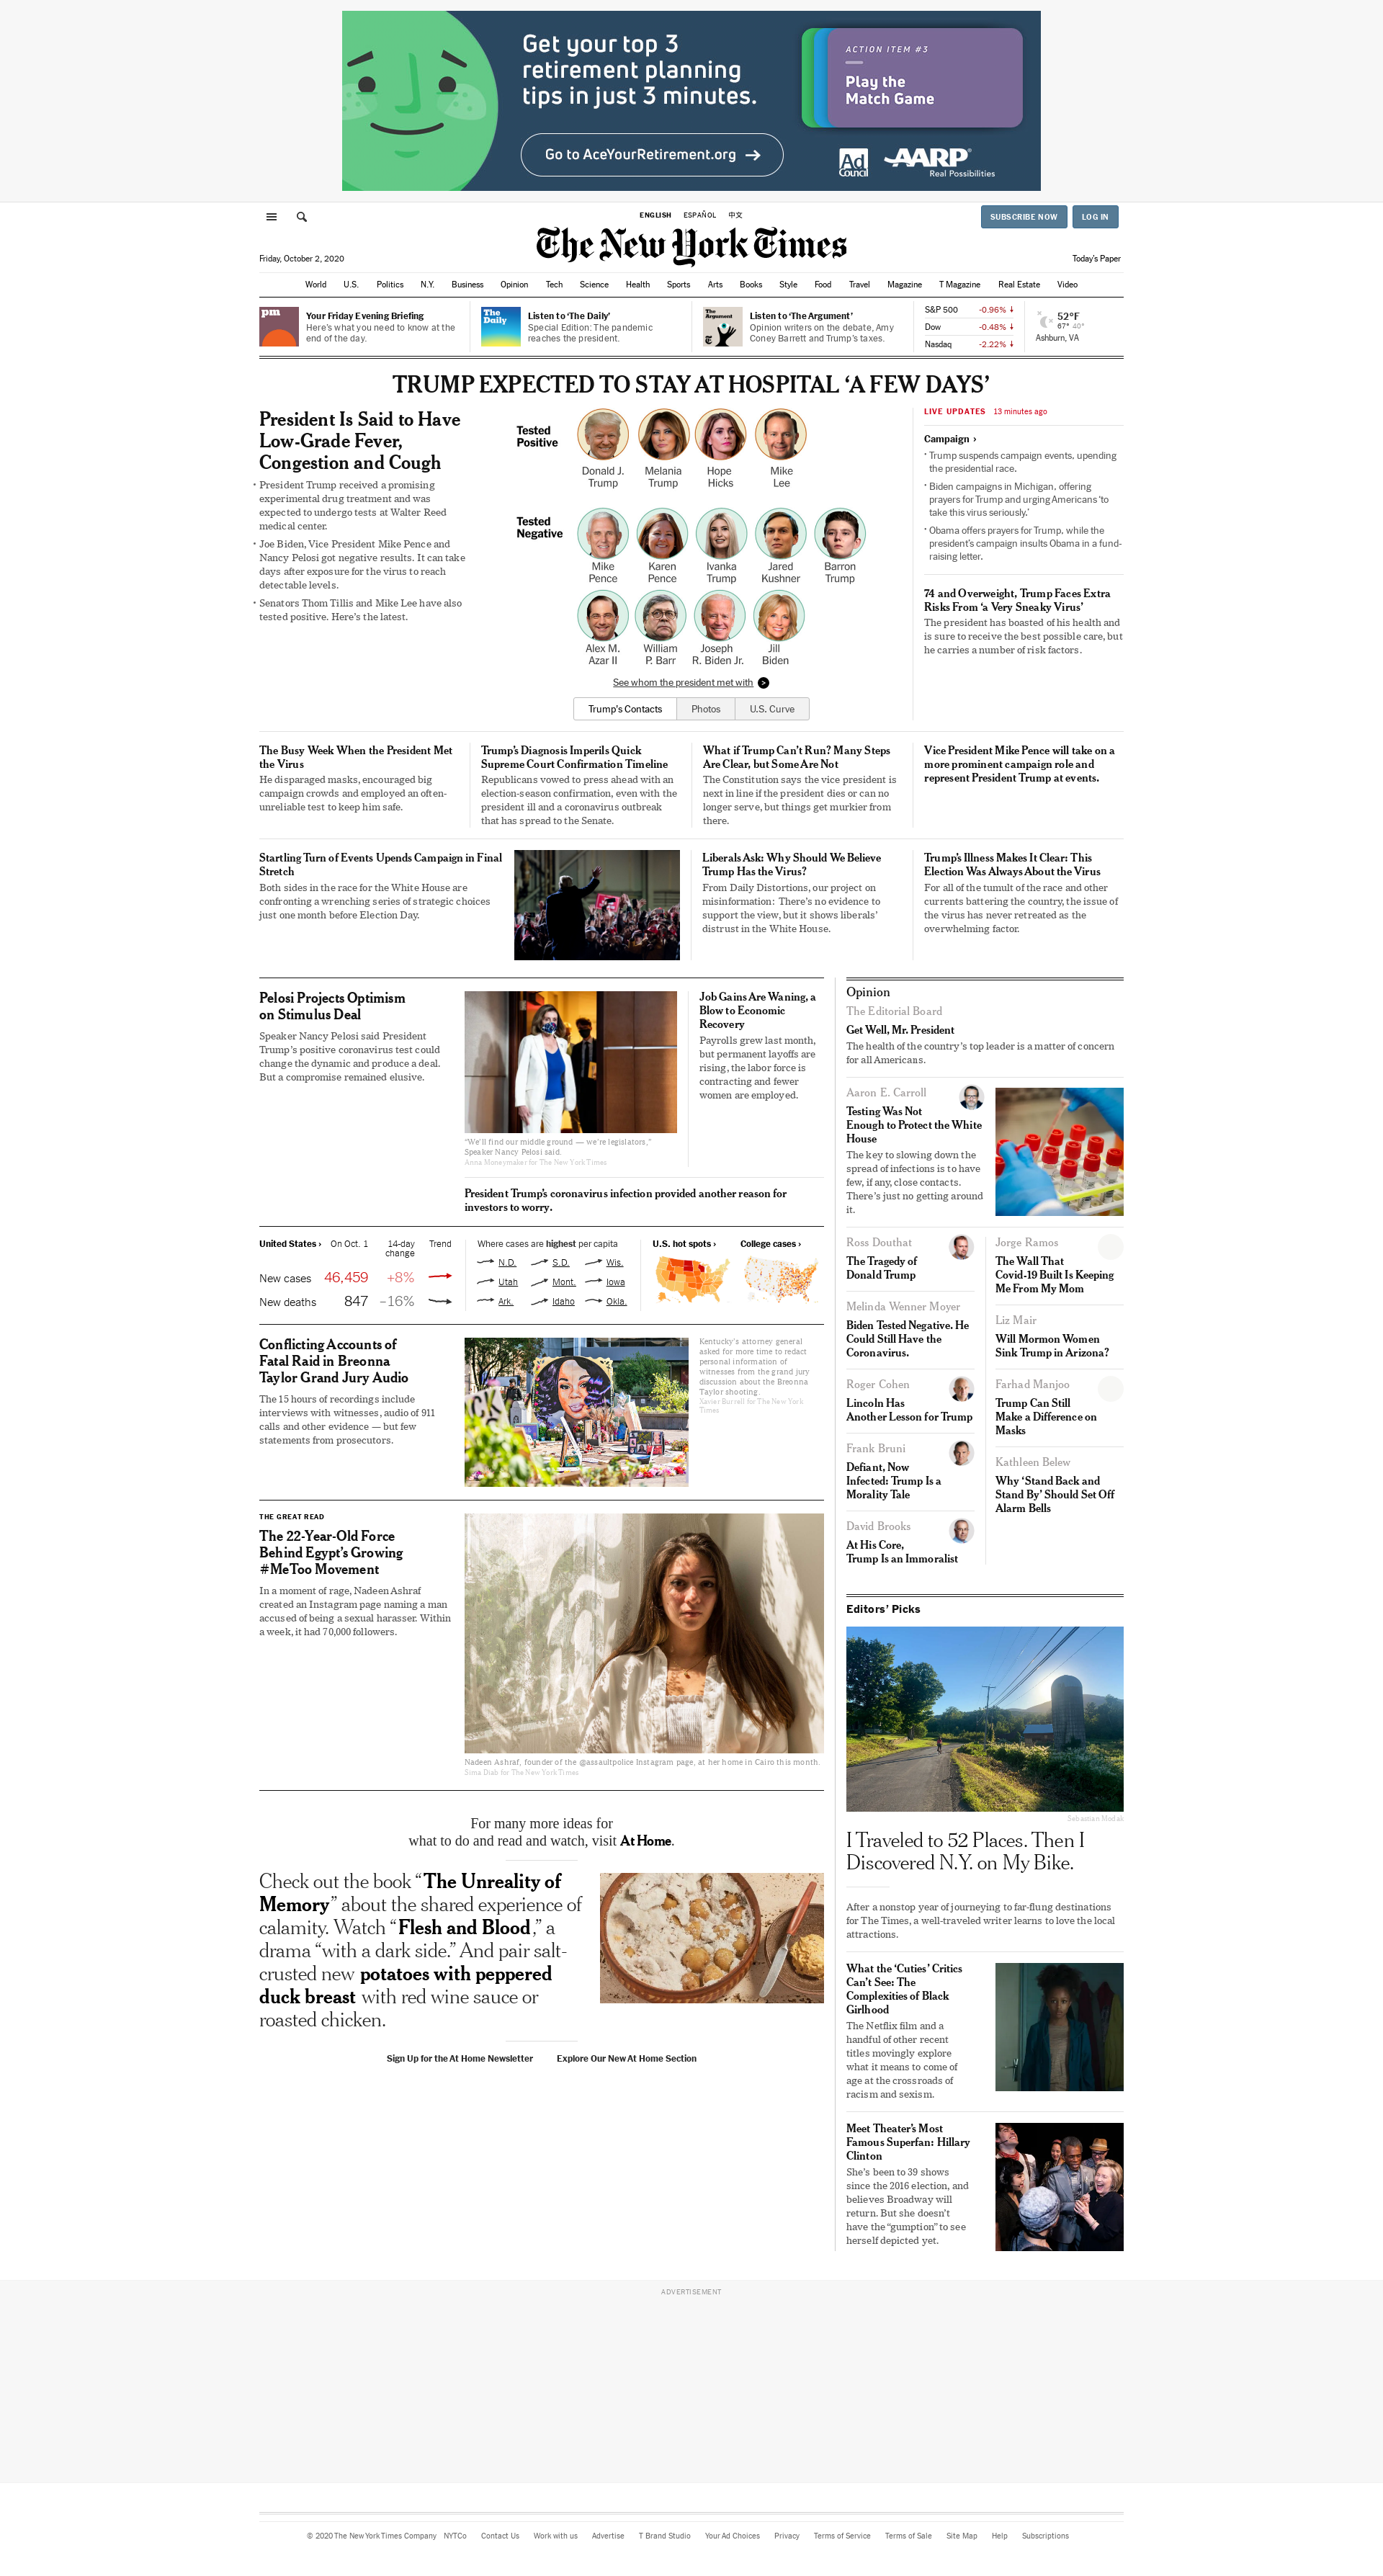 Get your top 3
retirement planning
tips in just 3 minutes.
Go to AceYourRetirement.org
ACTION ITEM #3
Play the
Match Game
Ad
Council
AARP®
Real Possibilities
ENGLISH ESPAÑOL 中文
SUBSCRIBE NOW LOG IN
The New York Times
Friday, October 2, 2020
Today's Paper
World U.S. Politics N.Y. Business Opinion Tech Science Health Sports Arts Books Style Food Travel Magazine T Magazine Real Estate Video
pm
Your Friday Evening Briefing
Here's what you need to know at the
end of the day.
The
Daily
Listen to 'The Daily'
Special Edition: The pandemic
reaches the president.
The
Argument
Listen to 'The Argument'
Opinion writers on the debate, Amy
Coney Barrett and Trump's taxes.
S&P 500 -0.96% ↓
Dow -0.48% ↓
Nasdaq -2.22% ↓
52°F
67° 40°
Ashburn, VA
TRUMP EXPECTED TO STAY AT HOSPITAL 'A FEW DAYS'
President Is Said to Have
Low-Grade Fever,
Congestion and Cough
• President Trump received a promising
experimental drug treatment and was
expected to undergo tests at Walter Reed
medical center.
• Joe Biden, Vice President Mike Pence and
Nancy Pelosi got negative results. It can take
days after exposure for the virus to reach
detectable levels.
• Senators Thom Tillis and Mike Lee have also
tested positive. Here's the latest.
Tested
Positive
Donald J.
Trump
Melania
Trump
Hope
Hicks
Mike
Lee
Tested
Negative
Mike
Pence
Karen
Pence
Ivanka
Trump
Jared
Kushner
Barron
Trump
Alex M.
Azar II
William
P. Barr
Joseph
R. Biden Jr.
Jill
Biden
See whom the president met with >
Trump's Contacts Photos U.S. Curve
LIVE UPDATES 13 minutes ago
Campaign ›
• Trump suspends campaign events, upending
the presidential race.
• Biden campaigns in Michigan, offering
prayers for Trump and urging Americans 'to
take this virus seriously.'
• Obama offers prayers for Trump, while the
president's campaign insults Obama in a fund-
raising letter.
74 and Overweight, Trump Faces Extra
Risks From 'a Very Sneaky Virus'
The president has boasted of his health and
is sure to receive the best possible care, but
he carries a number of risk factors.
The Busy Week When the President Met
the Virus
He disparaged masks, encouraged big
campaign crowds and employed an often-
unreliable test to keep him safe.
Trump's Diagnosis Imperils Quick
Supreme Court Confirmation Timeline
Republicans vowed to press ahead with an
election-season confirmation, even with the
president ill and a coronavirus outbreak
that has spread to the Senate.
What if Trump Can't Run? Many Steps
Are Clear, but Some Are Not
The Constitution says the vice president is
next in line if the president dies or can no
longer serve, but things get murkier from
there.
Vice President Mike Pence will take on a
more prominent campaign role and
represent President Trump at events.
Startling Turn of Events Upends Campaign in Final
Stretch
Both sides in the race for the White House are
confronting a wrenching series of strategic choices
just one month before Election Day.
Liberals Ask: Why Should We Believe
Trump Has the Virus?
From Daily Distortions, our project on
misinformation: There's no evidence to
support the view, but it shows liberals'
distrust in the White House.
Trump's Illness Makes It Clear: This
Election Was Always About the Virus
For all of the tumult of the race and other
currents battering the country, the issue of
the virus has never retreated as the
overwhelming factor.
Pelosi Projects Optimism
on Stimulus Deal
Speaker Nancy Pelosi said President
Trump's positive coronavirus test could
change the dynamic and produce a deal.
But a compromise remained elusive.
"We'll find our middle ground — we're legislators,"
Speaker Nancy Pelosi said.
Anna Moneymaker for The New York Times
Job Gains Are Waning, a
Blow to Economic
Recovery
Payrolls grew last month,
but permanent layoffs are
rising, the labor force is
contracting and fewer
women are employed.
President Trump's coronavirus infection provided another reason for
investors to worry.
United States › On Oct. 1 14-day
change Trend
New cases 46,459 +8%
New deaths 847 –16%
Where cases are highest per capita
N.D. S.D. Wis.
Utah Mont. Iowa
Ark. Idaho Okla.
U.S. hot spots › College cases ›
Conflicting Accounts of
Fatal Raid in Breonna
Taylor Grand Jury Audio
The 15 hours of recordings include
interviews with witnesses, audio of 911
calls and other evidence — but few
statements from prosecutors.
Kentucky's attorney general
asked for more time to redact
personal information of
witnesses from the grand jury
discussion about the Breonna
Taylor shooting.
Xavier Burrell for The New York
Times
THE GREAT READ
The 22-Year-Old Force
Behind Egypt's Growing
#MeToo Movement
In a moment of rage, Nadeen Ashraf
created an Instagram page naming a man
accused of being a sexual harasser. Within
a week, it had 70,000 followers.
Nadeen Ashraf, founder of the @assaultpolice Instagram page, at her home in Cairo this month.
Sima Diab for The New York Times
For many more ideas for
what to do and read and watch, visit At Home.
Check out the book "The Unreality of
Memory" about the shared experience of
calamity. Watch "Flesh and Blood," a
drama "with a dark side." And pair salt-
crusted new potatoes with peppered
duck breast with red wine sauce or
roasted chicken.
Sign Up for the At Home Newsletter Explore Our New At Home Section
Opinion
The Editorial Board
Get Well, Mr. President
The health of the country's top leader is a matter of concern
for all Americans.
Aaron E. Carroll
Testing Was Not
Enough to Protect the White
House
The key to slowing down the
spread of infections is to have
few, if any, close contacts.
There's just no getting around
it.
Ross Douthat
The Tragedy of
Donald Trump
Melinda Wenner Moyer
Biden Tested Negative. He
Could Still Have the
Coronavirus.
Roger Cohen
Lincoln Has
Another Lesson for Trump
Frank Bruni
Defiant, Now
Infected: Trump Is a
Morality Tale
David Brooks
At His Core,
Trump Is an Immoralist
Jorge Ramos
The Wall That
Covid-19 Built Is Keeping
Me From My Mom
Liz Mair
Will Mormon Women
Sink Trump in Arizona?
Farhad Manjoo
Trump Can Still
Make a Difference on
Masks
Kathleen Belew
Why 'Stand Back and
Stand By' Should Set Off
Alarm Bells
Editors' Picks
Sebastian Modak
I Traveled to 52 Places. Then I
Discovered N.Y. on My Bike.
After a nonstop year of journeying to far-flung destinations
for The Times, a well-traveled writer learns to love the local
attractions.
What the 'Cuties' Critics
Can't See: The
Complexities of Black
Girlhood
The Netflix film and a
handful of other recent
titles movingly explore
what it means to come of
age at the crossroads of
racism and sexism.
Meet Theater's Most
Famous Superfan: Hillary
Clinton
She's been to 39 shows
since the 2016 election, and
believes Broadway will
return. But she doesn't
have the "gumption" to see
herself depicted yet.
ADVERTISEMENT
© 2020 The New York Times Company NYTCo Contact Us Work with us Advertise T Brand Studio Your Ad Choices Privacy Terms of Service Terms of Sale Site Map Help Subscriptions